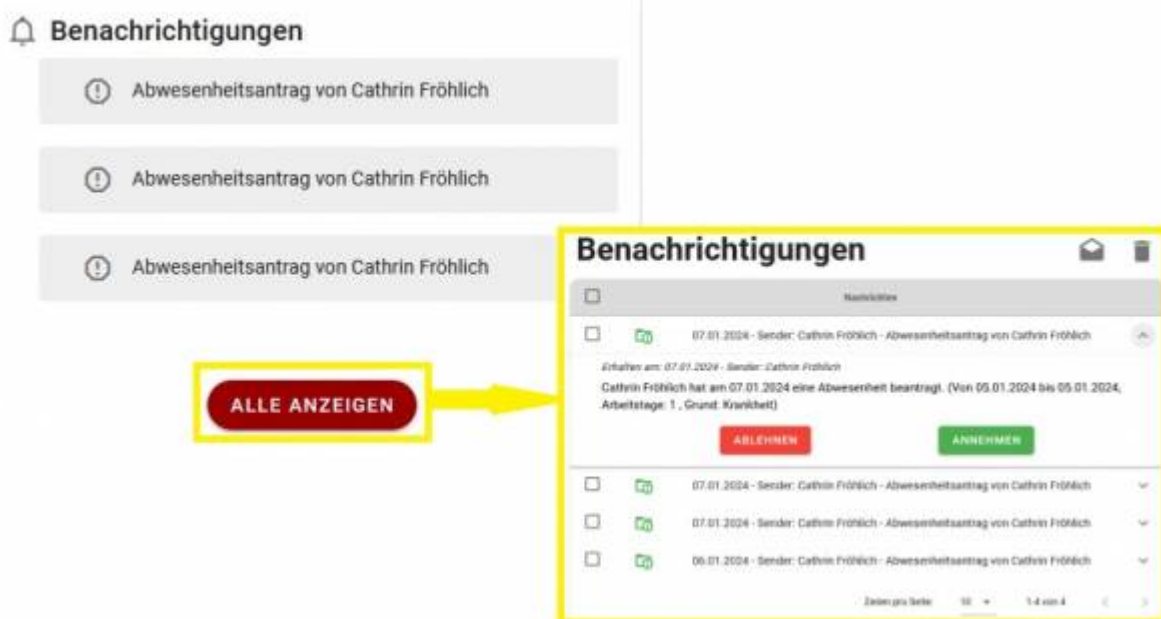 Benachrichtigungen
Abwesenheitsantrag von Cathrin Fröhlich
Abwesenheitsantrag von Cathrin Fröhlich
Abwesenheitsantrag von Cathrin Fröhlich
ALLE ANZEIGEN
Benachrichtigungen
Nachrichten
07.01.2024 - Sender: Cathrin Fröhlich - Abwesenheitsantrag von Cathrin Fröhlich
Erhalten am: 07.01.2024 - Sender: Cathrin Fröhlich
Cathrin Fröhlich hat am 07.01.2024 eine Abwesenheit beantragt. (Von 05.01.2024 bis 05.01.2024,
Arbeitstage: 1 , Grund: Krankheit)
ABLEHNEN
ANNEHMEN
07.01.2024 - Sender: Cathrin Fröhlich - Abwesenheitsantrag von Cathrin Fröhlich
07.01.2024 - Sender: Cathrin Fröhlich - Abwesenheitsantrag von Cathrin Fröhlich
06.01.2024 - Sender: Cathrin Fröhlich - Abwesenheitsantrag von Cathrin Fröhlich
Zeilen pro Seite: 10 1-4 von 4